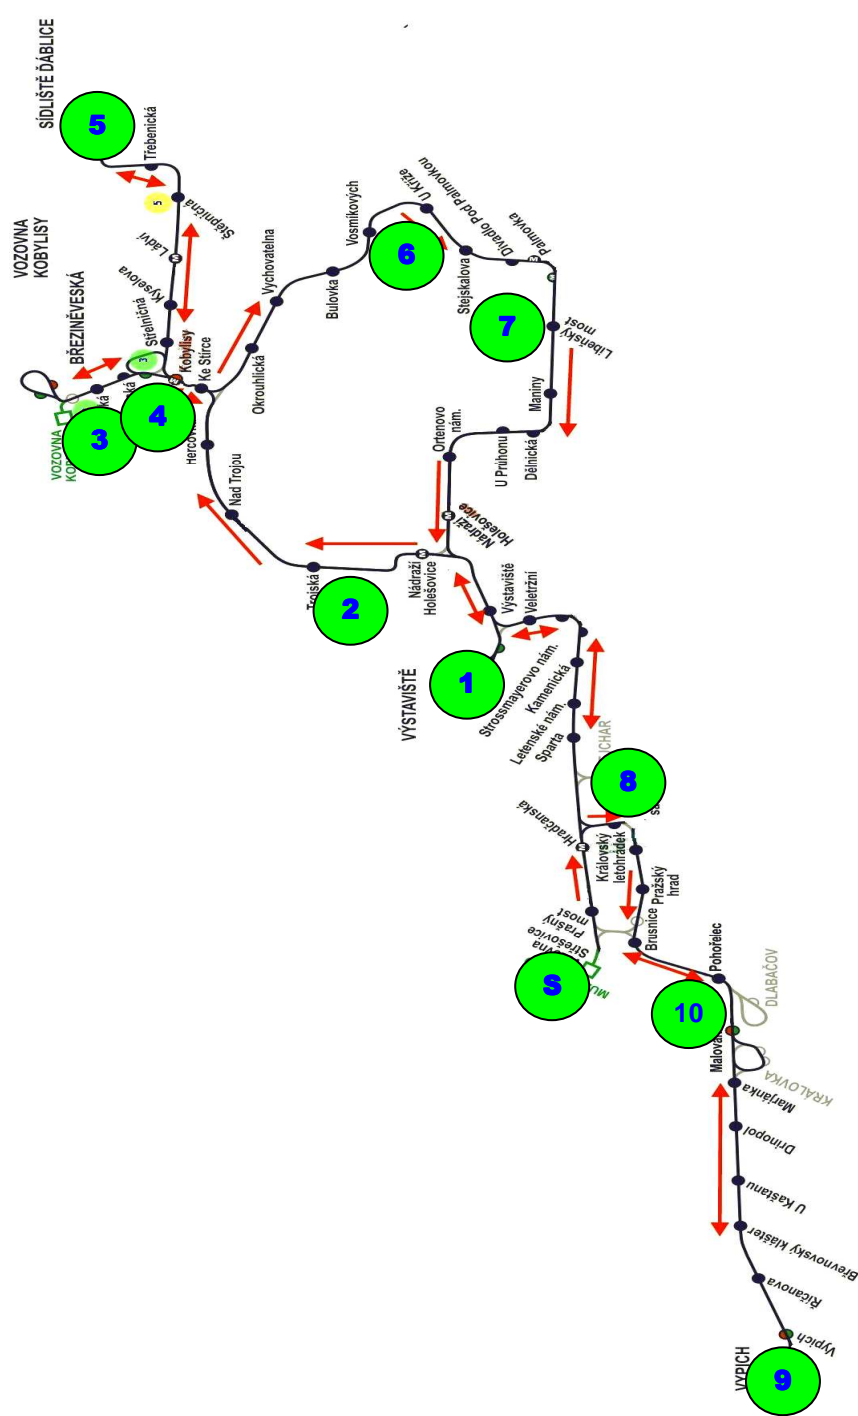 SÍDLIŠTĚ ĎÁBLICE
5
Třebenická
5
Štěpničná
VOZOVNA
KOBYLISY
Ládví
Kyselova
BŘEZINĚVESKÁ
Střelničná
3
Kobylisy
Ke Stírce
VOZOVNA
3
4
Vychovatelna
Okrouhlická
Bulovka
Vosmíkových
U Kříže
6
Stejskalova
Divadlo Pod Palmovkou
Palmovka
7
Libeňský
most
Maniny
Dělnická
U Průhonu
Ortenovo
nám.
Nádraží
Holešovice
Nad Trojou
Trojská
2
Nádraží
Holešovice
VÝSTAVIŠTĚ
1
Výstaviště
Veletržní
Strossmayerovo nám.
Kamenická
Letenské nám.
Sparta
8
Hradčanská
Královský
letohrádek
Pražský
hrad
Brusnice
Prašný
most
Střešovice
S
Pohořelec
10
DLABAČOV
KRÁLOVKA
Marjánka
Drinopol
U Kaštanu
Břevnovský klášter
Říčanova
Vypich
VYPICH
9